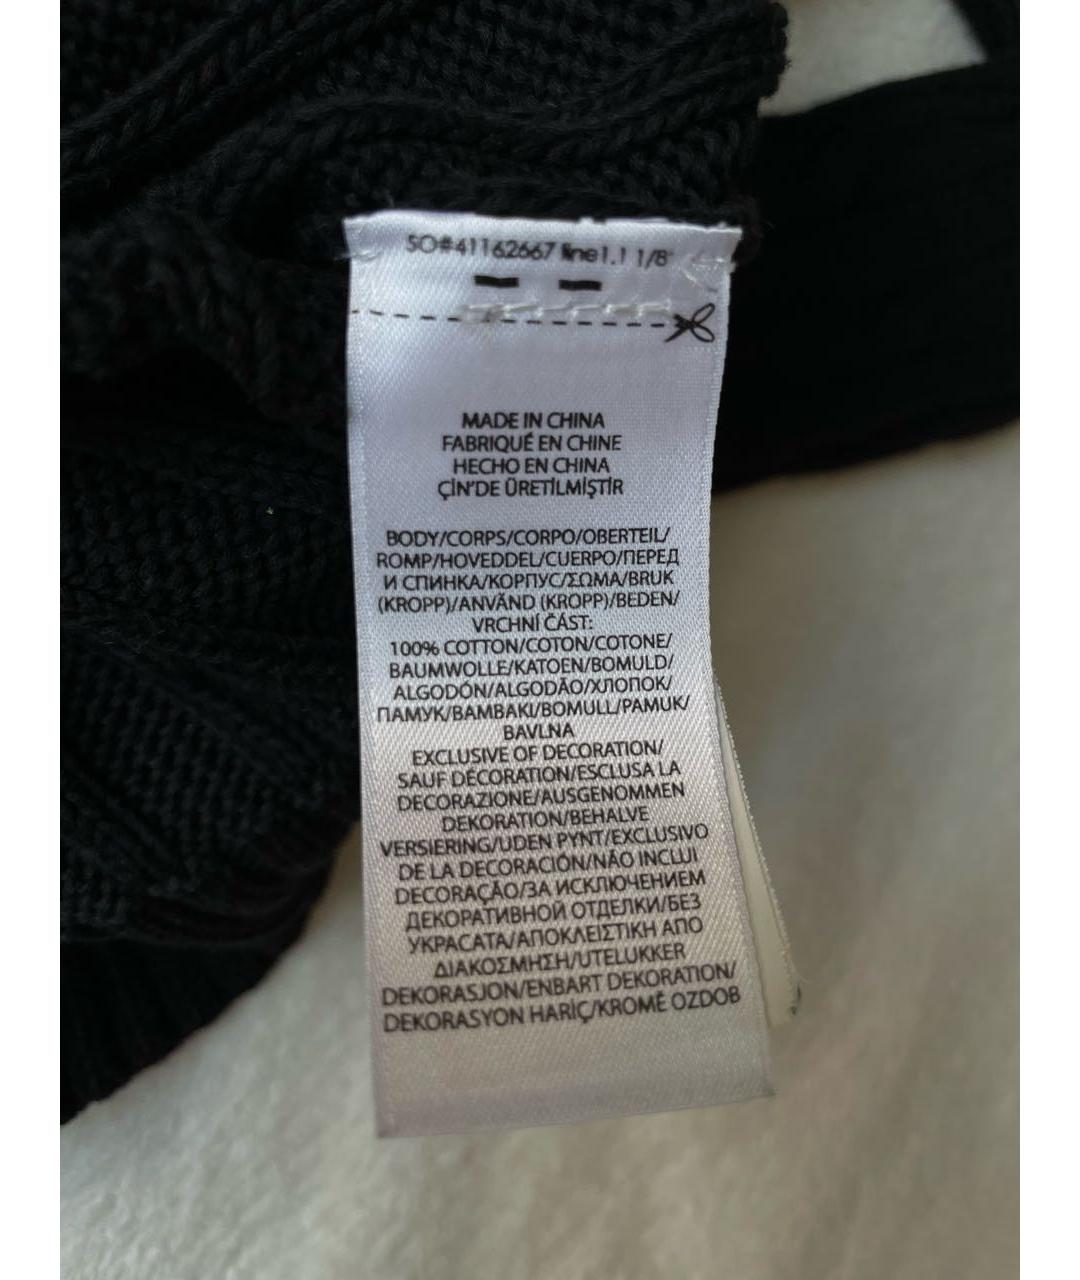 SO#41162667 line1.1 1/8"
MADE IN CHINA
FABRIQUÉ EN CHINE
HECHO EN CHINA
ÇİN'DE ÜRETİLMİŞTİR
BODY/CORPS/CORPO/OBERTEIL/
ROMP/HOVEDDEL/CUERPO/ПЕРЕД
И СПИНКА/КОРПУС/ΣΩΜΑ/BRUK
(KROPP)/ANVÄND (KROPP)/BEDEN/
VRCHNÍ ČÁST:
100% COTTON/COTON/COTONE/
BAUMWOLLE/KATOEN/BOMULD/
ALGODÓN/ALGODÃO/ХЛОПОК/
ПАМУК/ΒΑΜΒΑΚΙ/BOMULL/PAMUK/
BAVLNA
EXCLUSIVE OF DECORATION/
SAUF DÉCORATION/ESCLUSA LA
DECORAZIONE/AUSGENOMMEN
DEKORATION/BEHALVE
VERSIERING/UDEN PYNT/EXCLUSIVO
DE LA DECORACIÓN/NÃO INCLUI
DECORAÇÃO/ЗА ИСКЛЮЧЕНИЕМ
ДЕКОРАТИВНОЙ ОТДЕЛКИ/БЕЗ
УКРАСАТА/ΑΠΟΚΛΕΙΣΤΙΚΗ ΑΠΟ
ΔΙΑΚΟΣΜΗΣΗ/UTELUKKER
DEKORASJON/ENBART DEKORATION/
DEKORASYON HARİÇ/KROMĚ OZDOB